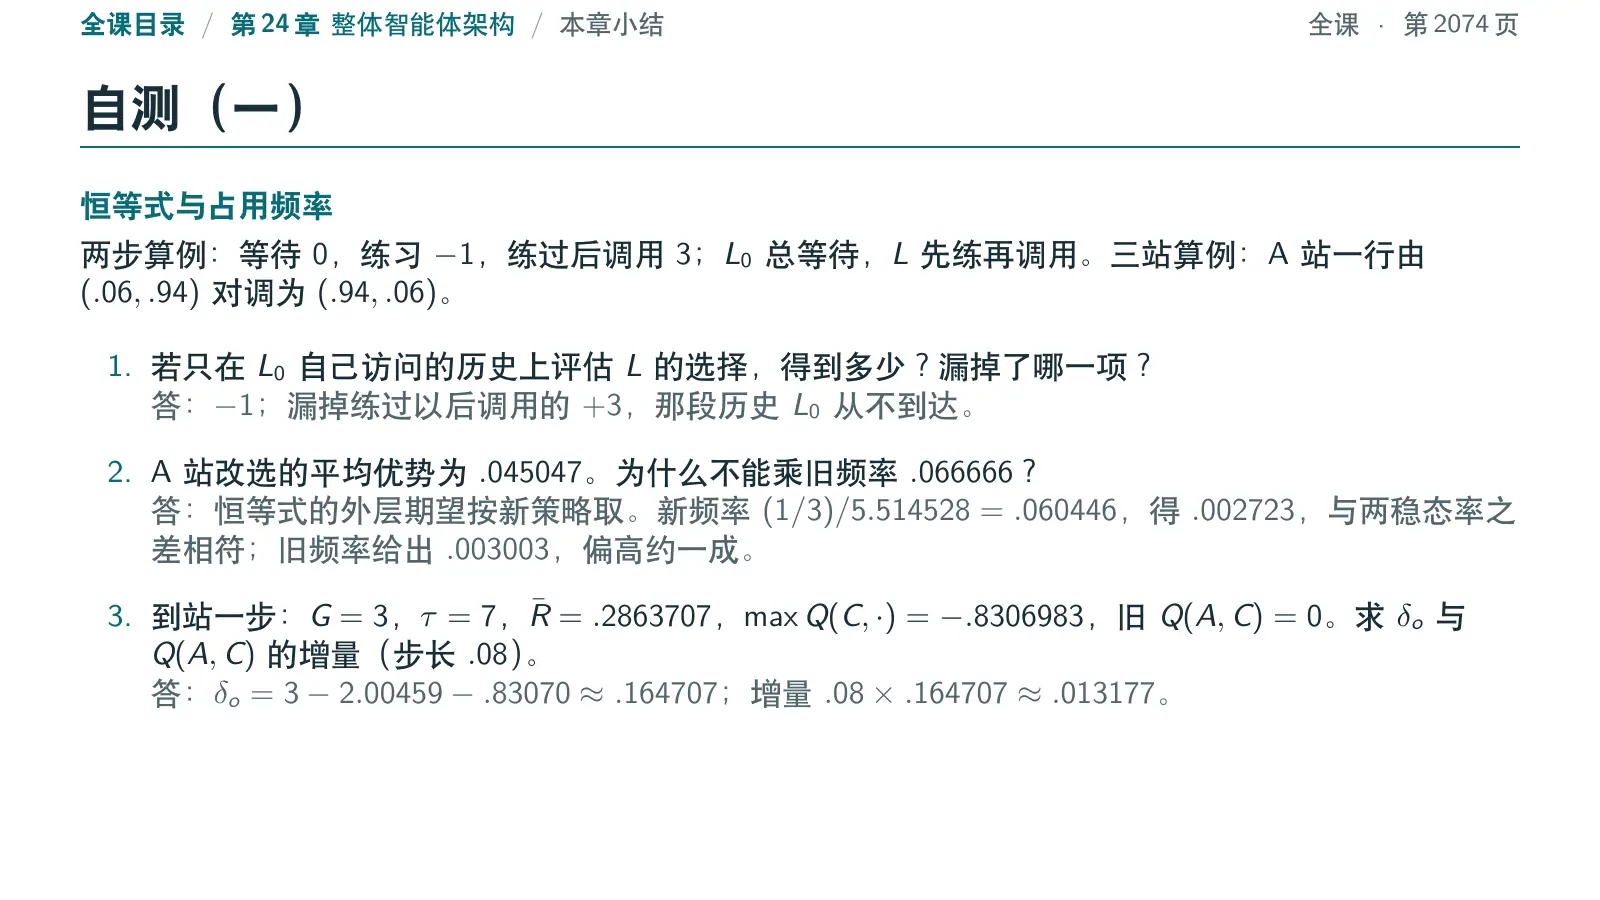 全课目录 / 第 24 章 整体智能体架构 / 本章小结
全课 · 第 2074 页
自测（一）
恒等式与占用频率
两步算例：等待 0，练习 −1，练过后调用 3；L₀ 总等待，L 先练再调用。三站算例：A 站一行由
(.06, .94) 对调为 (.94, .06)。
1. 若只在 L₀ 自己访问的历史上评估 L 的选择，得到多少？漏掉了哪一项？
答：−1；漏掉练过以后调用的 +3，那段历史 L₀ 从不到达。
2. A 站改选的平均优势为 .045047。为什么不能乘旧频率 .066666？
答：恒等式的外层期望按新策略取。新频率 (1/3)/5.514528 = .060446，得 .002723，与两稳态率之
差相符；旧频率给出 .003003，偏高约一成。
3. 到站一步：G = 3，τ = 7，R̄ = .2863707，max Q(C, ·) = −.8306983，旧 Q(A, C) = 0。求 δₒ 与
Q(A, C) 的增量（步长 .08）。
答：δₒ = 3 − 2.00459 − .83070 ≈ .164707；增量 .08 × .164707 ≈ .013177。